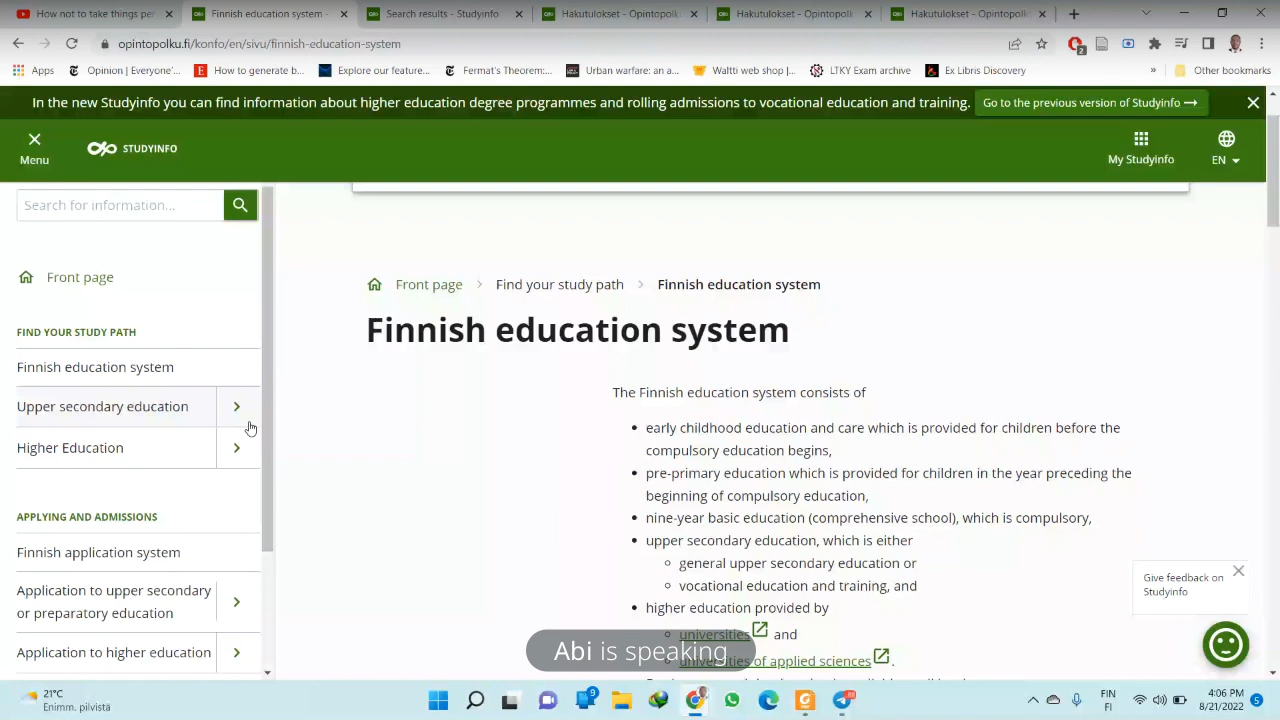 How not to take things per
Finnish education system -
Search results - Studyinfo
Hakutulokset - Opintopolku.fi
Hakutulokset - Opintopolku.
Hakutulokset - Opintopolku.fi
opintopolku.fi/konfo/en/sivu/finnish-education-system
2
Apps
Opinion | Everyone'...
How to generate b...
Explore our feature...
Fermat's Theorem:...
Urban warfare: an a...
Waltti webshop |...
LTKY Exam archive
Ex Libris Discovery
»
Other bookmarks
In the new Studyinfo you can find information about higher education degree programmes and rolling admissions to vocational education and training.
Go to the previous version of Studyinfo
Menu
STUDYINFO
My Studyinfo
EN
Search for information...
Front page
FIND YOUR STUDY PATH
Finnish education system
Upper secondary education
Higher Education
APPLYING AND ADMISSIONS
Finnish application system
Application to upper secondary
or preparatory education
Application to higher education
Front page > Find your study path > Finnish education system
Finnish education system
The Finnish education system consists of
• early childhood education and care which is provided for children before the
compulsory education begins,
• pre-primary education which is provided for children in the year preceding the
beginning of compulsory education,
• nine-year basic education (comprehensive school), which is compulsory,
• upper secondary education, which is either
◦ general upper secondary education or
◦ vocational education and training, and
• higher education provided by
◦ universities and
◦ universities of applied sciences.
Give feedback on
Studyinfo
Abi is speaking
21°C
Enimm. pilvistä
9
FIN
FI
4:06 PM
8/21/2022
5